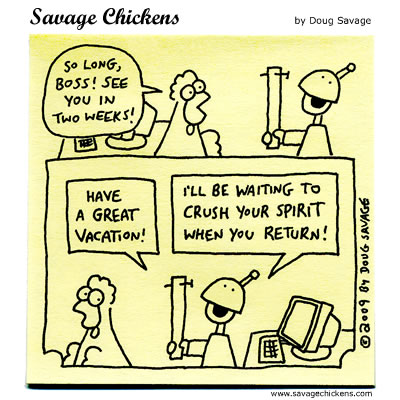 Savage Chickens
by Doug Savage
SO LONG,
BOSS! SEE
YOU IN
TWO WEEKS!
HAVE
A GREAT
VACATION!
I'LL BE WAITING TO
CRUSH YOUR SPIRIT
WHEN YOU RETURN!
©2009 BY DOUG SAVAGE
www.savagechickens.com